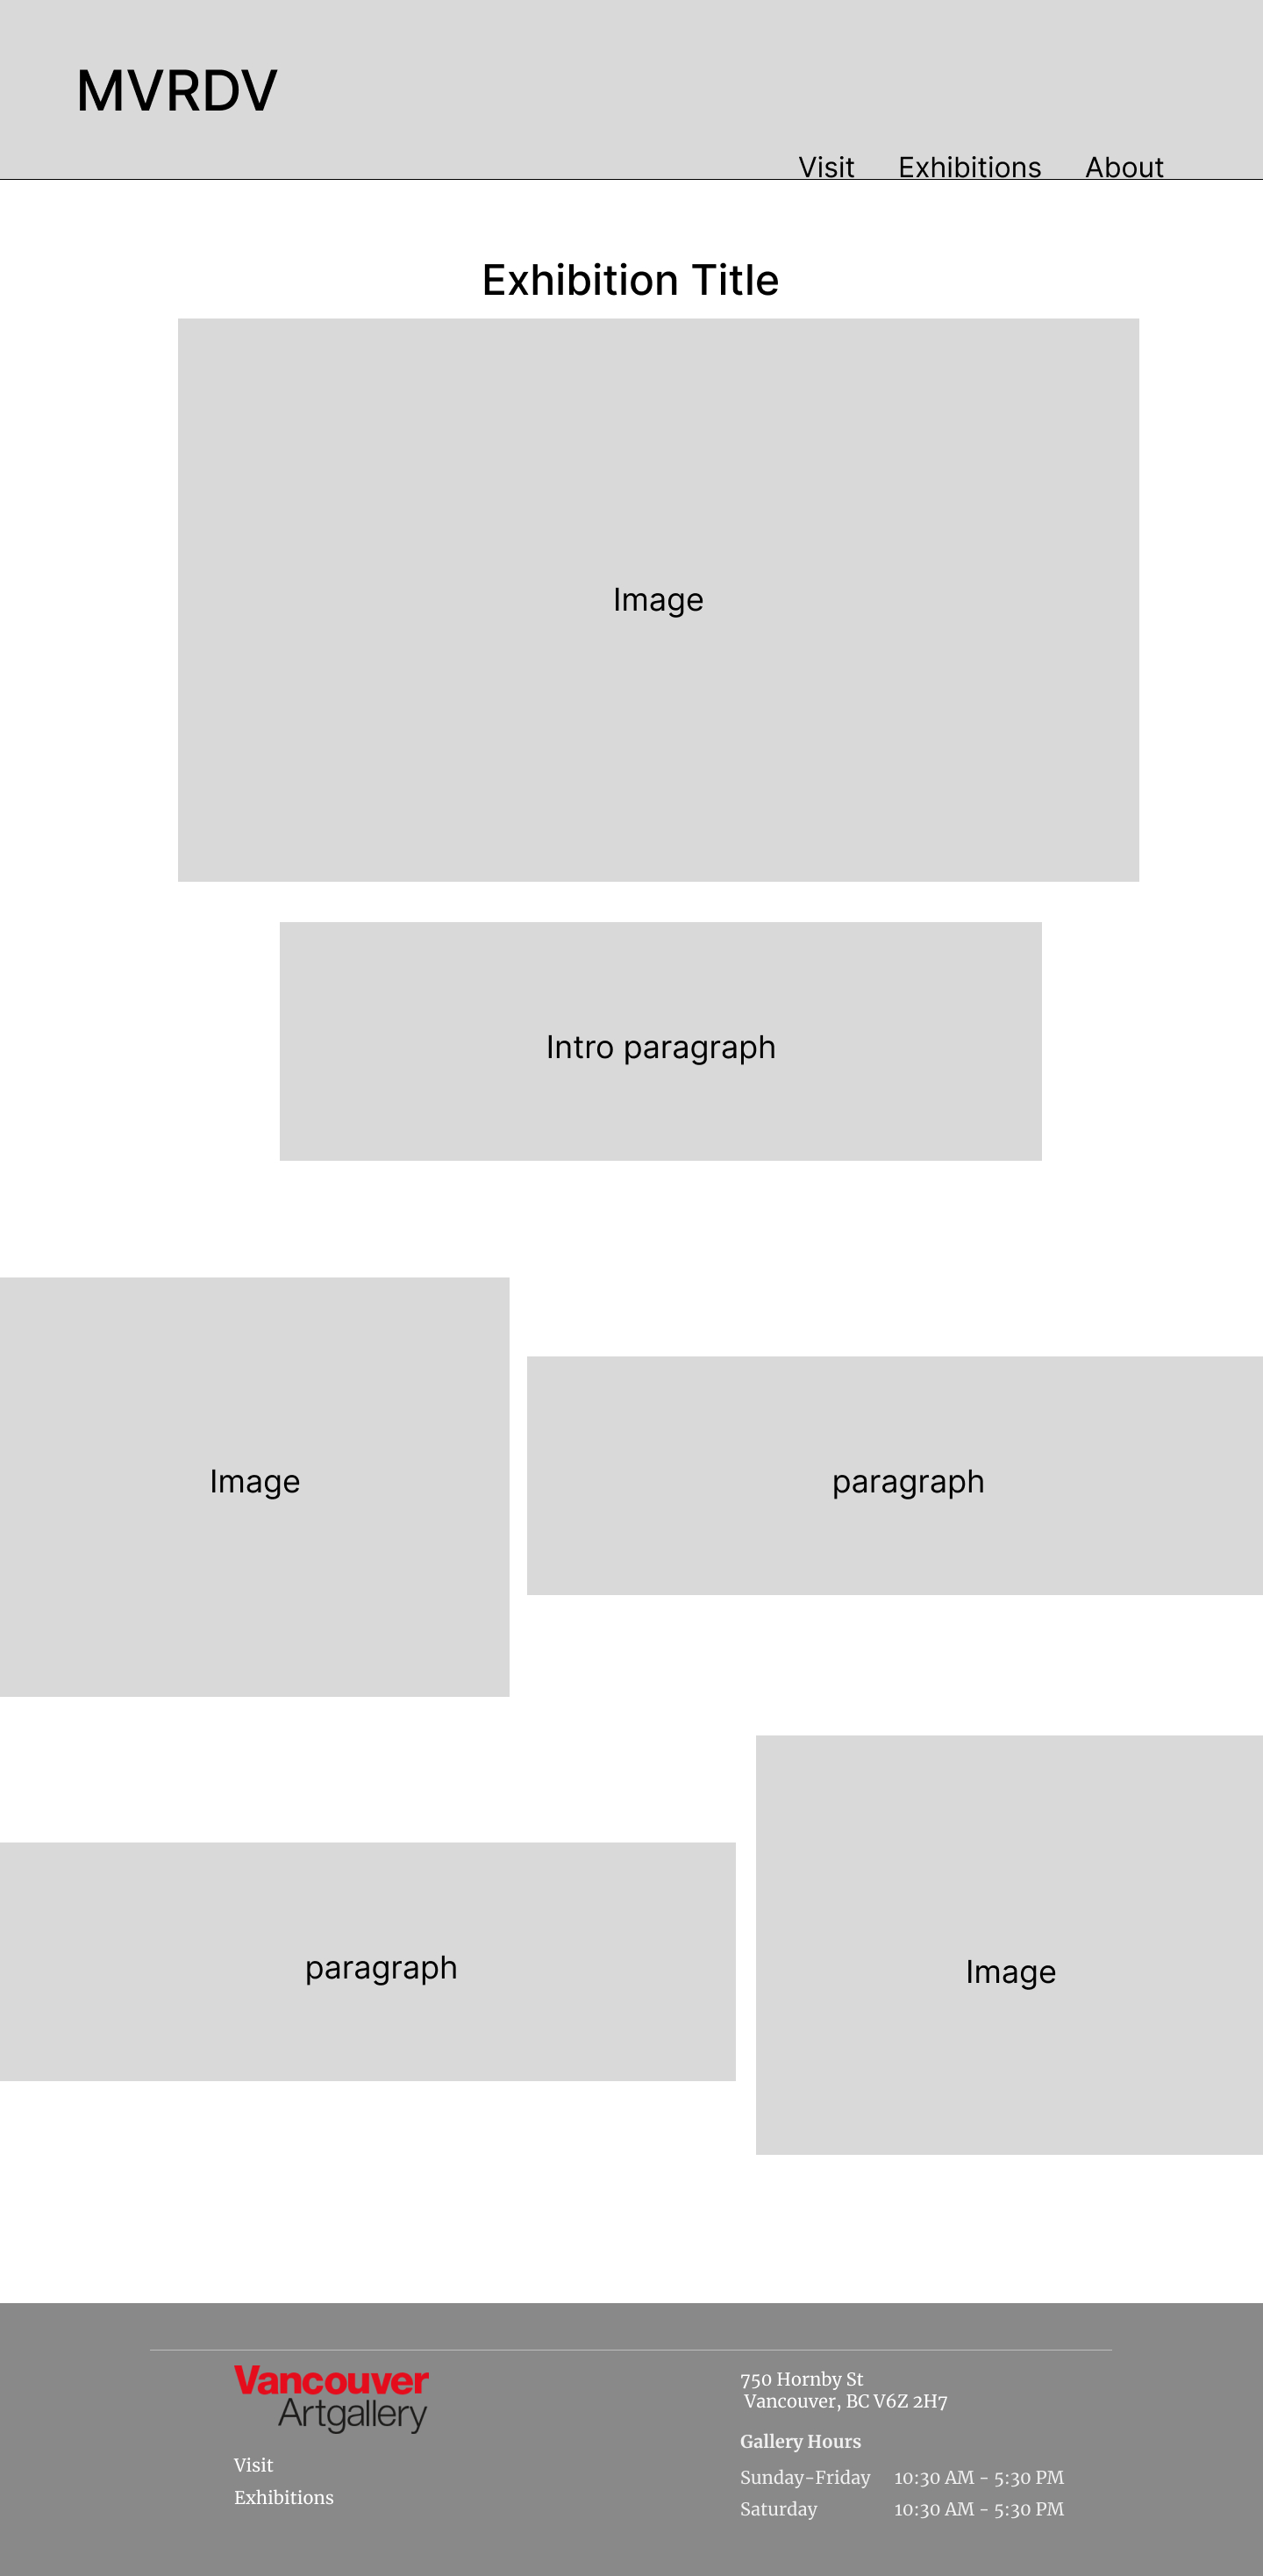 MVRDV
Visit Exhibitions About
Exhibition Title
Image
Intro paragraph
Image
paragraph
paragraph
Image
Vancouver
Artgallery
Visit
Exhibitions
750 Hornby St
Vancouver, BC V6Z 2H7
Gallery Hours
Sunday-Friday 10:30 AM - 5:30 PM
Saturday 10:30 AM - 5:30 PM